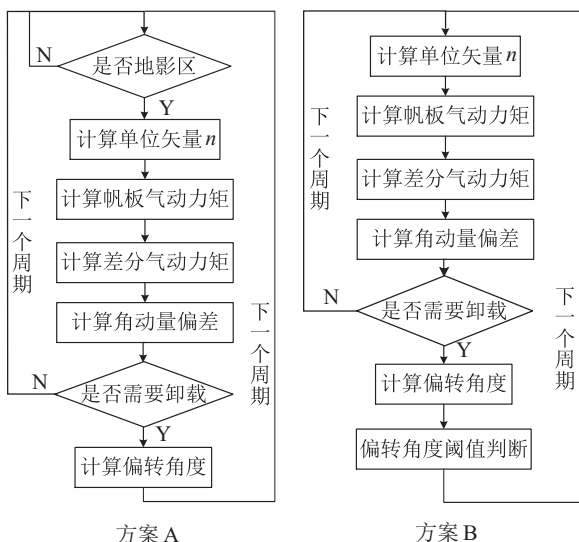 N
是否地影区
Y
计算单位矢量n
计算帆板气动力矩
计算差分气动力矩
计算角动量偏差
N
是否需要卸载
Y
计算偏转角度
下一个周期
下一个周期
方案A
计算单位矢量n
计算帆板气动力矩
计算差分气动力矩
计算角动量偏差
N
是否需要卸载
Y
计算偏转角度
偏转角度阈值判断
下一个周期
下一个周期
方案B